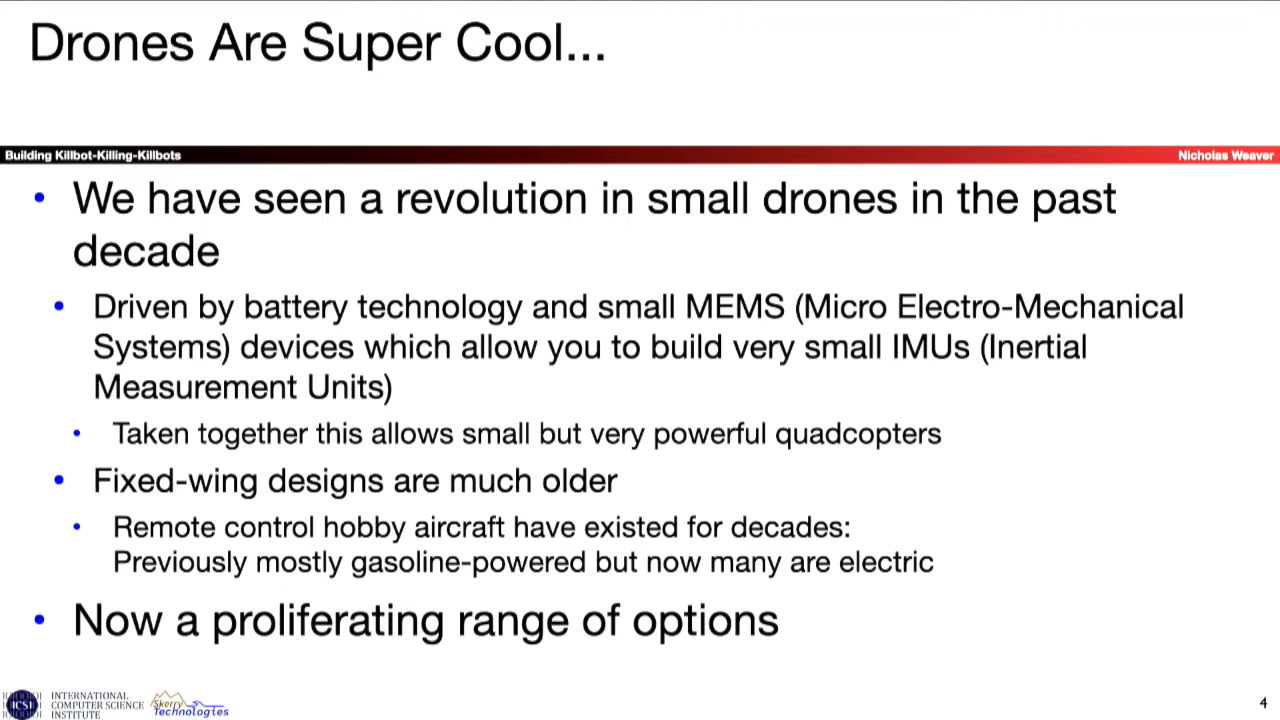 Drones Are Super Cool...
Building Killbot-Killing-Killbots
Nicholas Weaver
• We have seen a revolution in small drones in the past
decade
• Driven by battery technology and small MEMS (Micro Electro-Mechanical
Systems) devices which allow you to build very small IMUs (Inertial
Measurement Units)
• Taken together this allows small but very powerful quadcopters
• Fixed-wing designs are much older
• Remote control hobby aircraft have existed for decades:
Previously mostly gasoline-powered but now many are electric
• Now a proliferating range of options
ICSI
INTERNATIONAL
COMPUTER SCIENCE
INSTITUTE
Skerry
Technologies
4